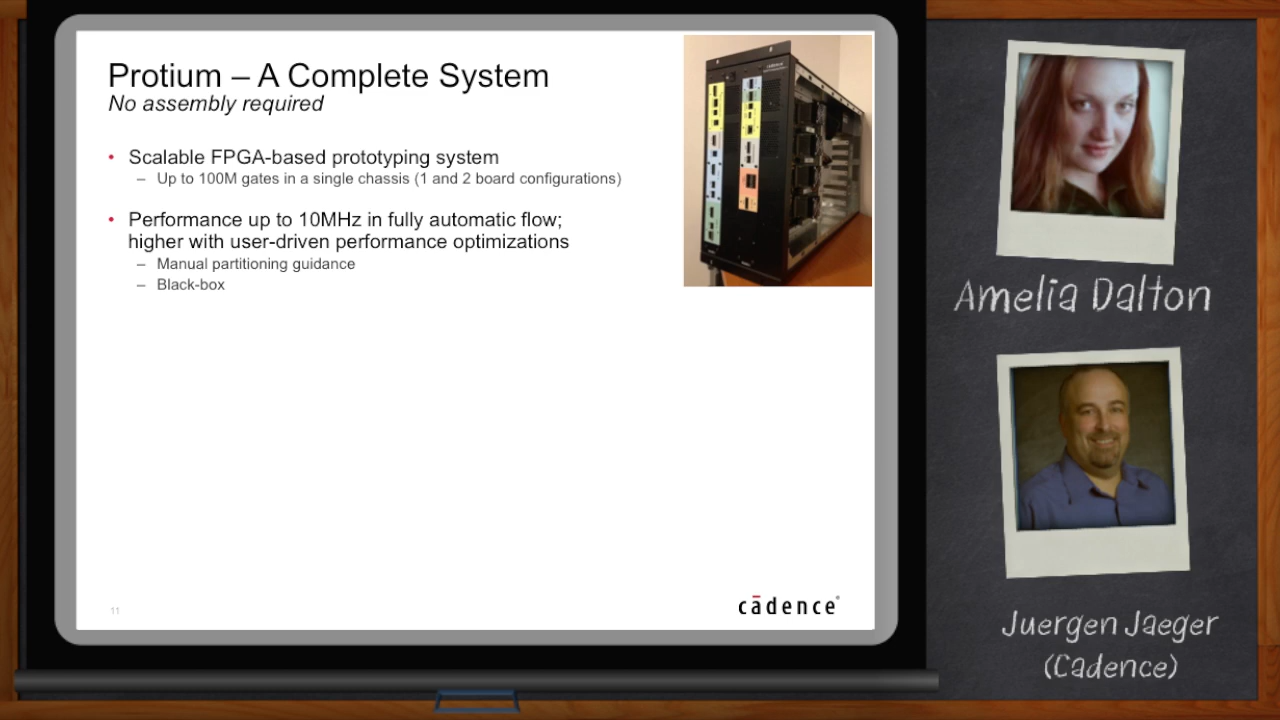 Protium – A Complete System
No assembly required
• Scalable FPGA-based prototyping system
– Up to 100M gates in a single chassis (1 and 2 board configurations)
• Performance up to 10MHz in fully automatic flow;
higher with user-driven performance optimizations
– Manual partitioning guidance
– Black-box
11
cādence®
Amelia Dalton
Juergen Jaeger
(Cadence)